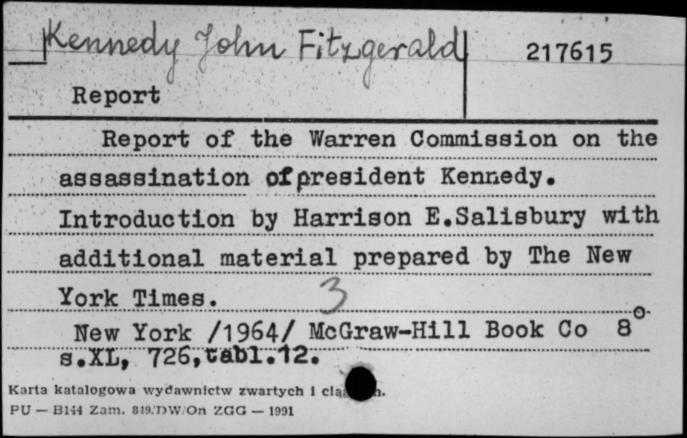 Kennedy John Fitzgerald 217615
Report
Report of the Warren Commission on the
assassination of president Kennedy.
Introduction by Harrison E.Salisbury with
additional material prepared by The New
York Times. 3
New York /1964/ McGraw-Hill Book Co 8°
s.XL, 726,tabl.12.
Karta katalogowa wydawnictw zwartych i
PU — B144 Zam. 819/DW/On ZGG — 1991